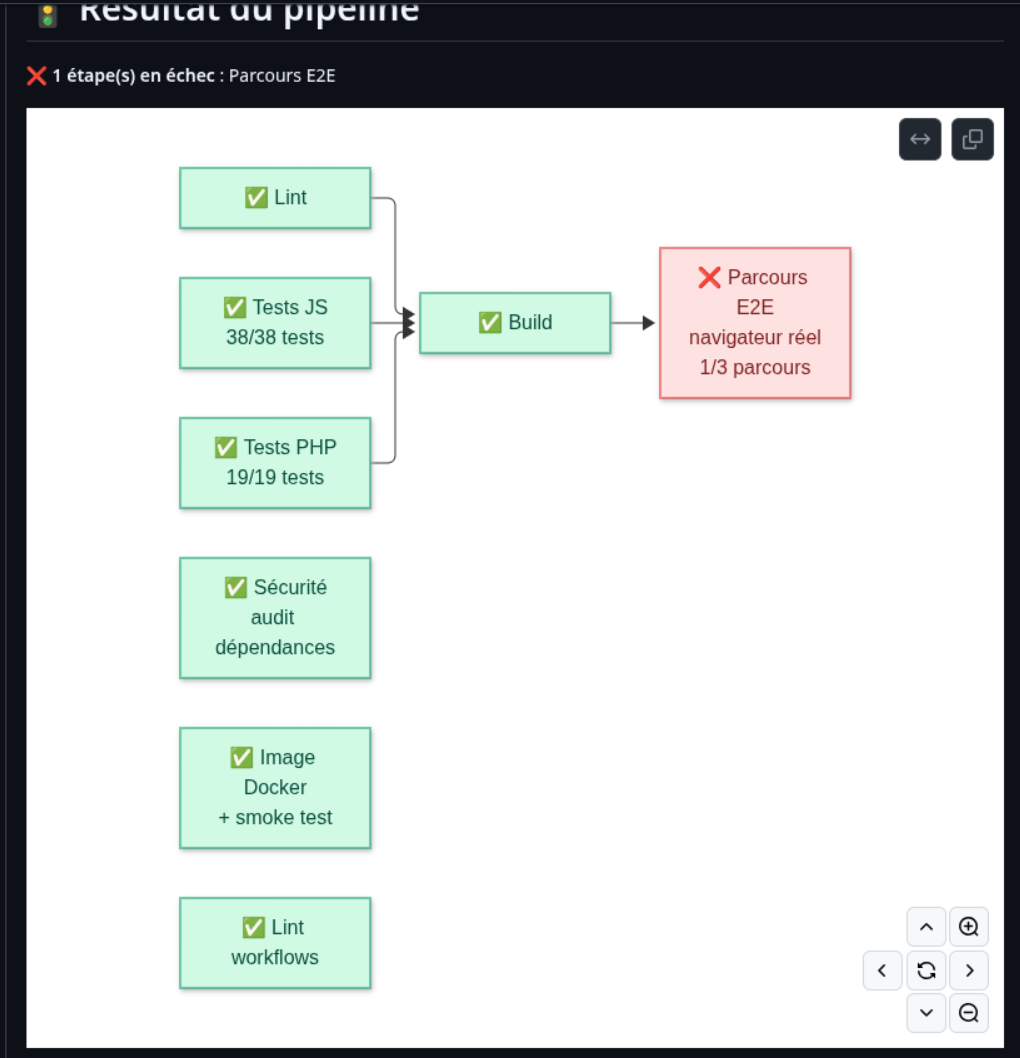 Résultat du pipeline
❌ 1 étape(s) en échec : Parcours E2E
✅ Lint
✅ Tests JS
38/38 tests
✅ Tests PHP
19/19 tests
✅ Build
❌ Parcours
E2E
navigateur réel
1/3 parcours
✅ Sécurité
audit
dépendances
✅ Image
Docker
+ smoke test
✅ Lint
workflows